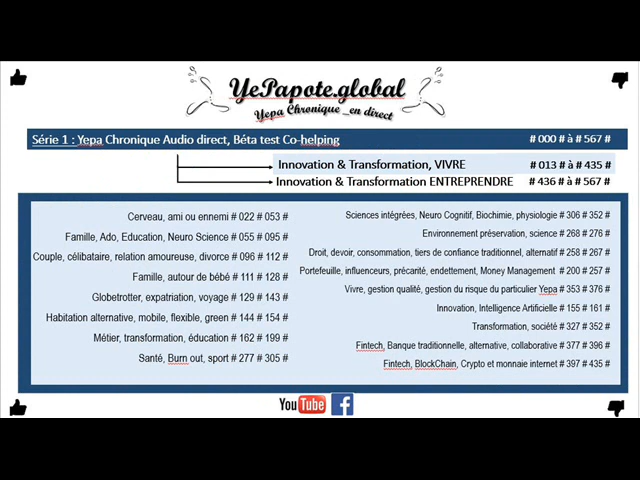 YePapote.global
Yepa Chronique _en direct
Série 1 : Yepa Chronique Audio direct, Béta test Co-helping # 000 # à # 567 #
Innovation & Transformation, VIVRE # 013 # à # 435 #
Innovation & Transformation ENTREPRENDRE # 436 # à # 567 #
Cerveau, ami ou ennemi # 022 # 053 #
Famille, Ado, Education, Neuro Science # 055 # 095 #
Couple, célibataire, relation amoureuse, divorce # 096 # 112 #
Famille, autour de bébé # 111 # 128 #
Globetrotter, expatriation, voyage # 129 # 143 #
Habitation alternative, mobile, flexible, green # 144 # 154 #
Métier, transformation, éducation # 162 # 199 #
Santé, Burn out, sport # 277 # 305 #
Sciences intégrées, Neuro Cognitif, Biochimie, physiologie # 306 # 352 #
Environnement préservation, science # 268 # 276 #
Droit, devoir, consommation, tiers de confiance traditionnel, alternatif # 258 # 267 #
Portefeuille, influenceurs, précarité, endettement, Money Management # 200 # 257 #
Vivre, gestion qualité, gestion du risque du particulier Yepa # 353 # 376 #
Innovation, Intelligence Artificielle # 155 # 161 #
Transformation, société # 327 # 352 #
Fintech, Banque traditionnelle, alternative, collaborative # 377 # 396 #
Fintech, BlockChain, Crypto et monnaie internet # 397 # 435 #
YouTube f